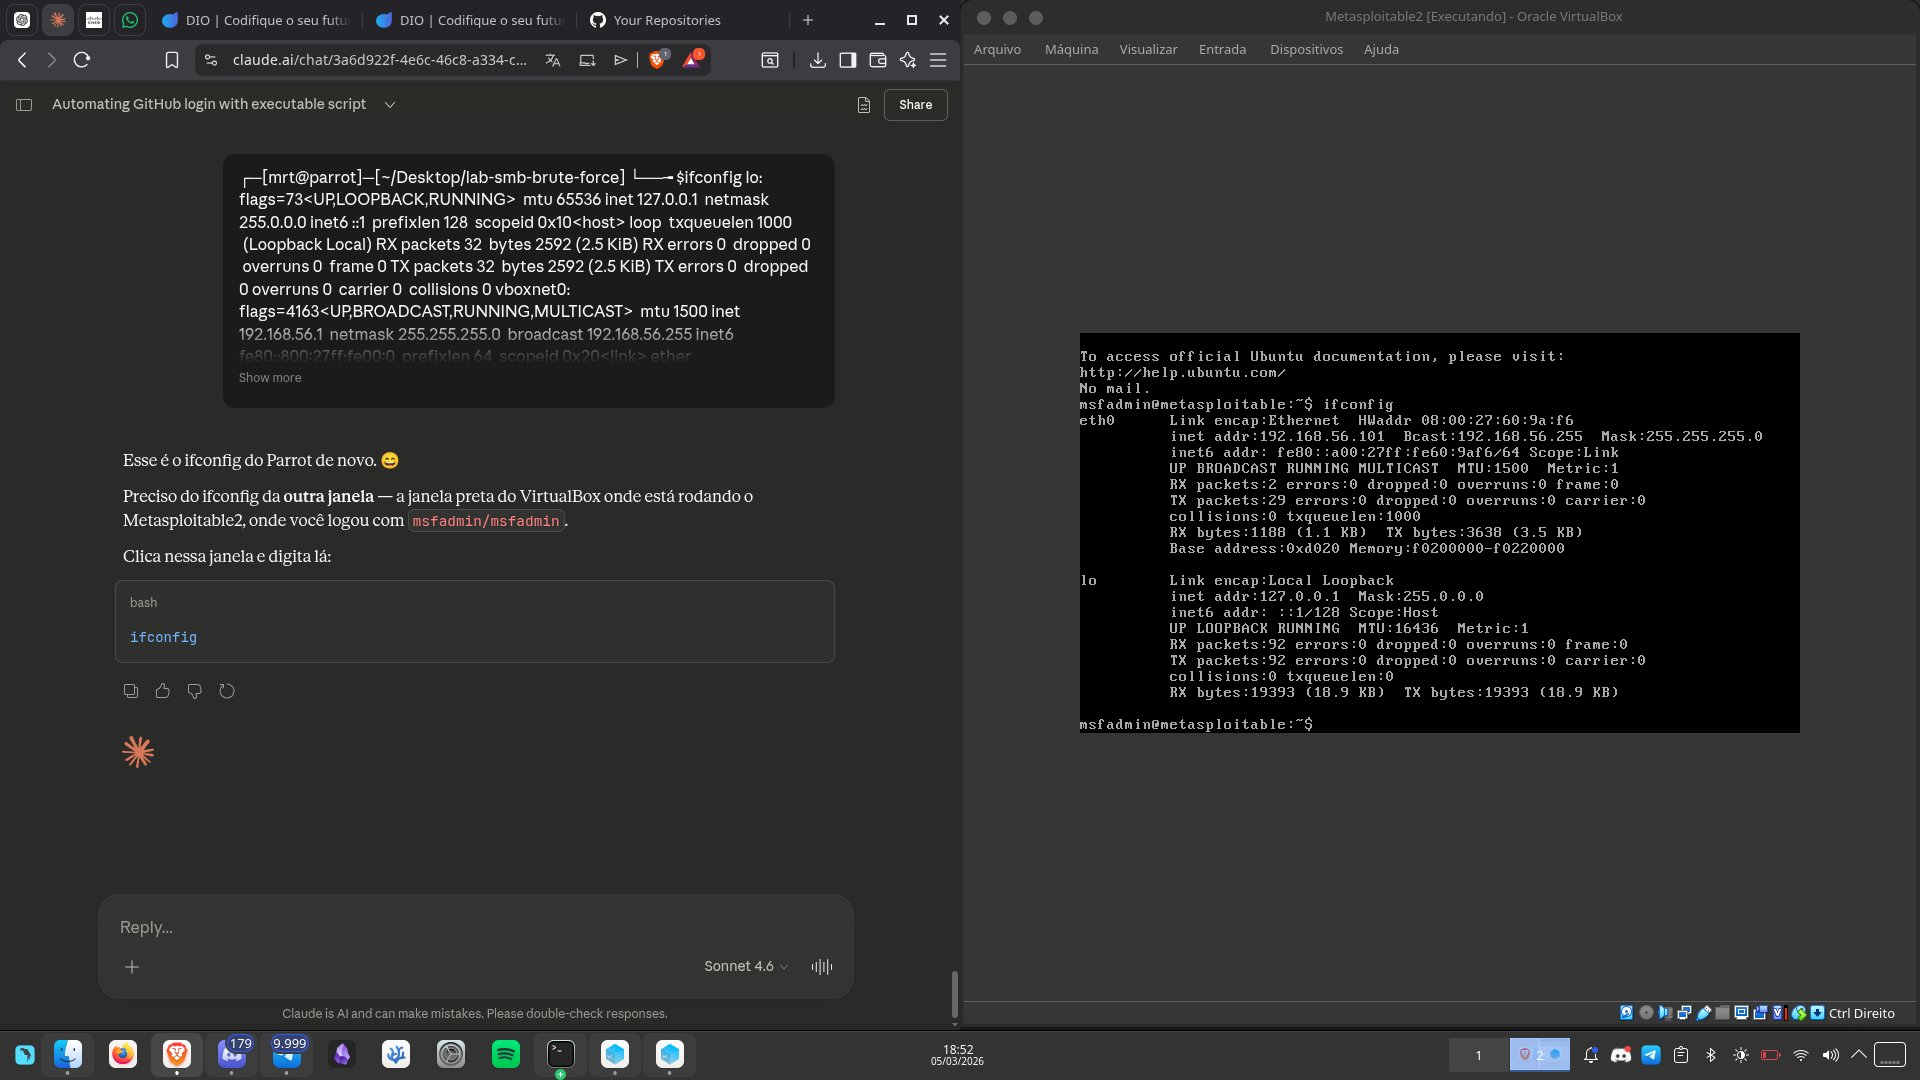 DIO | Codifique o seu futu
DIO | Codifique o seu futu
Your Repositories
claude.ai/chat/3a6d922f-4e6c-46c8-a334-c...
1
1
Automating GitHub login with executable script
Share
┌─[mrt@parrot]─[~/Desktop/lab-smb-brute-force] └──╼ $ifconfig lo:
flags=73<UP,LOOPBACK,RUNNING>  mtu 65536 inet 127.0.0.1  netmask
255.0.0.0 inet6 ::1  prefixlen 128  scopeid 0x10<host> loop  txqueuelen 1000
(Loopback Local) RX packets 32  bytes 2592 (2.5 KiB) RX errors 0  dropped 0
overruns 0  frame 0 TX packets 32  bytes 2592 (2.5 KiB) TX errors 0  dropped
0 overruns 0  carrier 0  collisions 0 vboxnet0:
flags=4163<UP,BROADCAST,RUNNING,MULTICAST>  mtu 1500 inet
192.168.56.1  netmask 255.255.255.0  broadcast 192.168.56.255 inet6
fe80::800:27ff:fe00:0  prefixlen 64  scopeid 0x20<link> ether
Show more
Esse é o ifconfig do Parrot de novo. 😄
Preciso do ifconfig da outra janela — a janela preta do VirtualBox onde está rodando o
Metasploitable2, onde você logou com msfadmin/msfadmin.
Clica nessa janela e digita lá:
bash
ifconfig
Reply...
Sonnet 4.6
Claude is AI and can make mistakes. Please double-check responses.
Metasploitable2 [Executando] - Oracle VirtualBox
Arquivo Máquina Visualizar Entrada Dispositivos Ajuda
To access official Ubuntu documentation, please visit:
http://help.ubuntu.com/
No mail.
msfadmin@metasploitable:~$ ifconfig
eth0      Link encap:Ethernet  HWaddr 08:00:27:60:9a:f6
inet addr:192.168.56.101  Bcast:192.168.56.255  Mask:255.255.255.0
inet6 addr: fe80::a00:27ff:fe60:9af6/64 Scope:Link
UP BROADCAST RUNNING MULTICAST  MTU:1500  Metric:1
RX packets:2 errors:0 dropped:0 overruns:0 frame:0
TX packets:29 errors:0 dropped:0 overruns:0 carrier:0
collisions:0 txqueuelen:1000
RX bytes:1188 (1.1 KB)  TX bytes:3638 (3.5 KB)
Base address:0xd020 Memory:f0200000-f0220000
lo        Link encap:Local Loopback
inet addr:127.0.0.1  Mask:255.0.0.0
inet6 addr: ::1/128 Scope:Host
UP LOOPBACK RUNNING  MTU:16436  Metric:1
RX packets:92 errors:0 dropped:0 overruns:0 frame:0
TX packets:92 errors:0 dropped:0 overruns:0 carrier:0
collisions:0 txqueuelen:0
RX bytes:19393 (18.9 KB)  TX bytes:19393 (18.9 KB)
msfadmin@metasploitable:~$
Ctrl Direito
179
9.999
18:52
05/03/2026
1
2